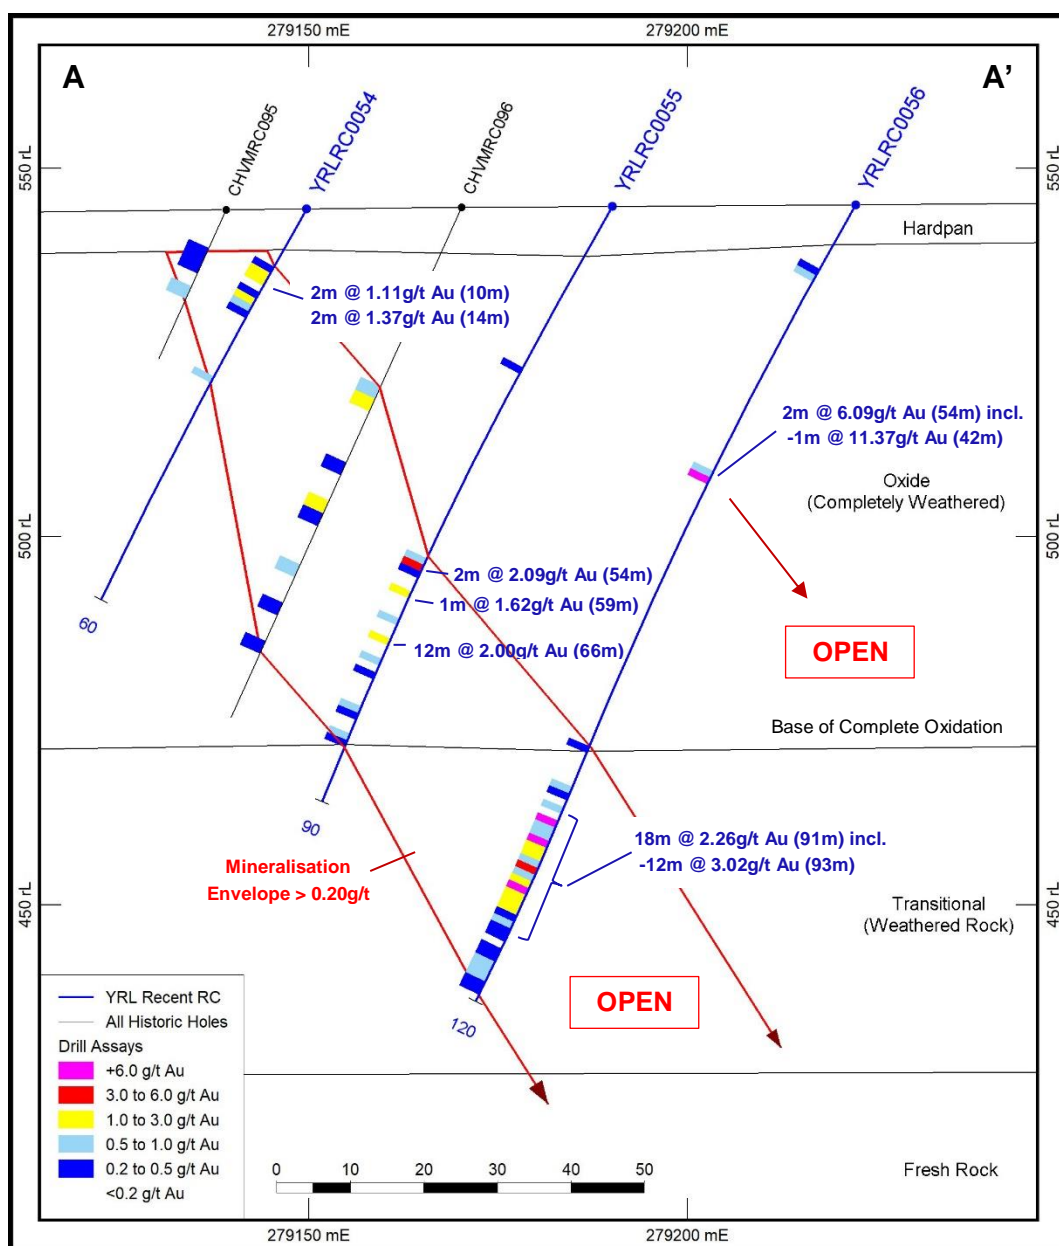 279150 mE
279200 mE
A
A'
CHVMRC095
YRLRC0054
CHVMRC096
YRLRC0055
YRLRC0056
550 rL
550 rL
Hardpan
2m @ 1.11g/t Au (10m)
2m @ 1.37g/t Au (14m)
2m @ 6.09g/t Au (54m) incl.
-1m @ 11.37g/t Au (42m)
Oxide
(Completely Weathered)
500 rL
500 rL
2m @ 2.09g/t Au (54m)
1m @ 1.62g/t Au (59m)
12m @ 2.00g/t Au (66m)
60
OPEN
Base of Complete Oxidation
90
18m @ 2.26g/t Au (91m) incl.
-12m @ 3.02g/t Au (93m)
Mineralisation
Envelope > 0.20g/t
450 rL
450 rL
Transitional
(Weathered Rock)
OPEN
120
YRL Recent RC
All Historic Holes
Drill Assays
+6.0 g/t Au
3.0 to 6.0 g/t Au
1.0 to 3.0 g/t Au
0.5 to 1.0 g/t Au
0.2 to 0.5 g/t Au
<0.2 g/t Au
0 10 20 30 40 50
Fresh Rock
279150 mE
279200 mE